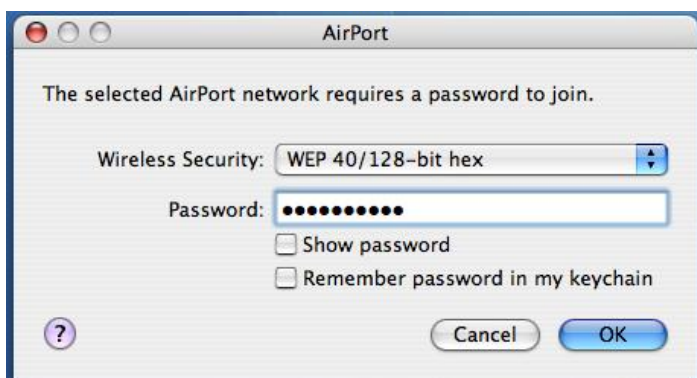 AirPort
The selected AirPort network requires a password to join.
Wireless Security: WEP 40/128-bit hex
Password: ••••••••••
Show password
Remember password in my keychain
? Cancel OK